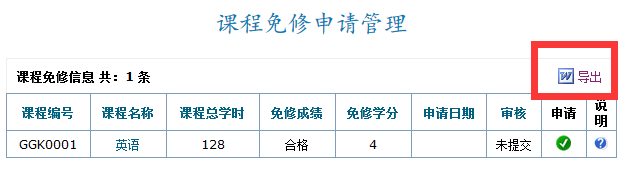 课程免修申请管理
课程免修信息 共：1 条 导出
课程编号 课程名称 课程总学时 免修成绩 免修学分 申请日期 审核 申请 说明
GGK0001 英语 128 合格 4 未提交